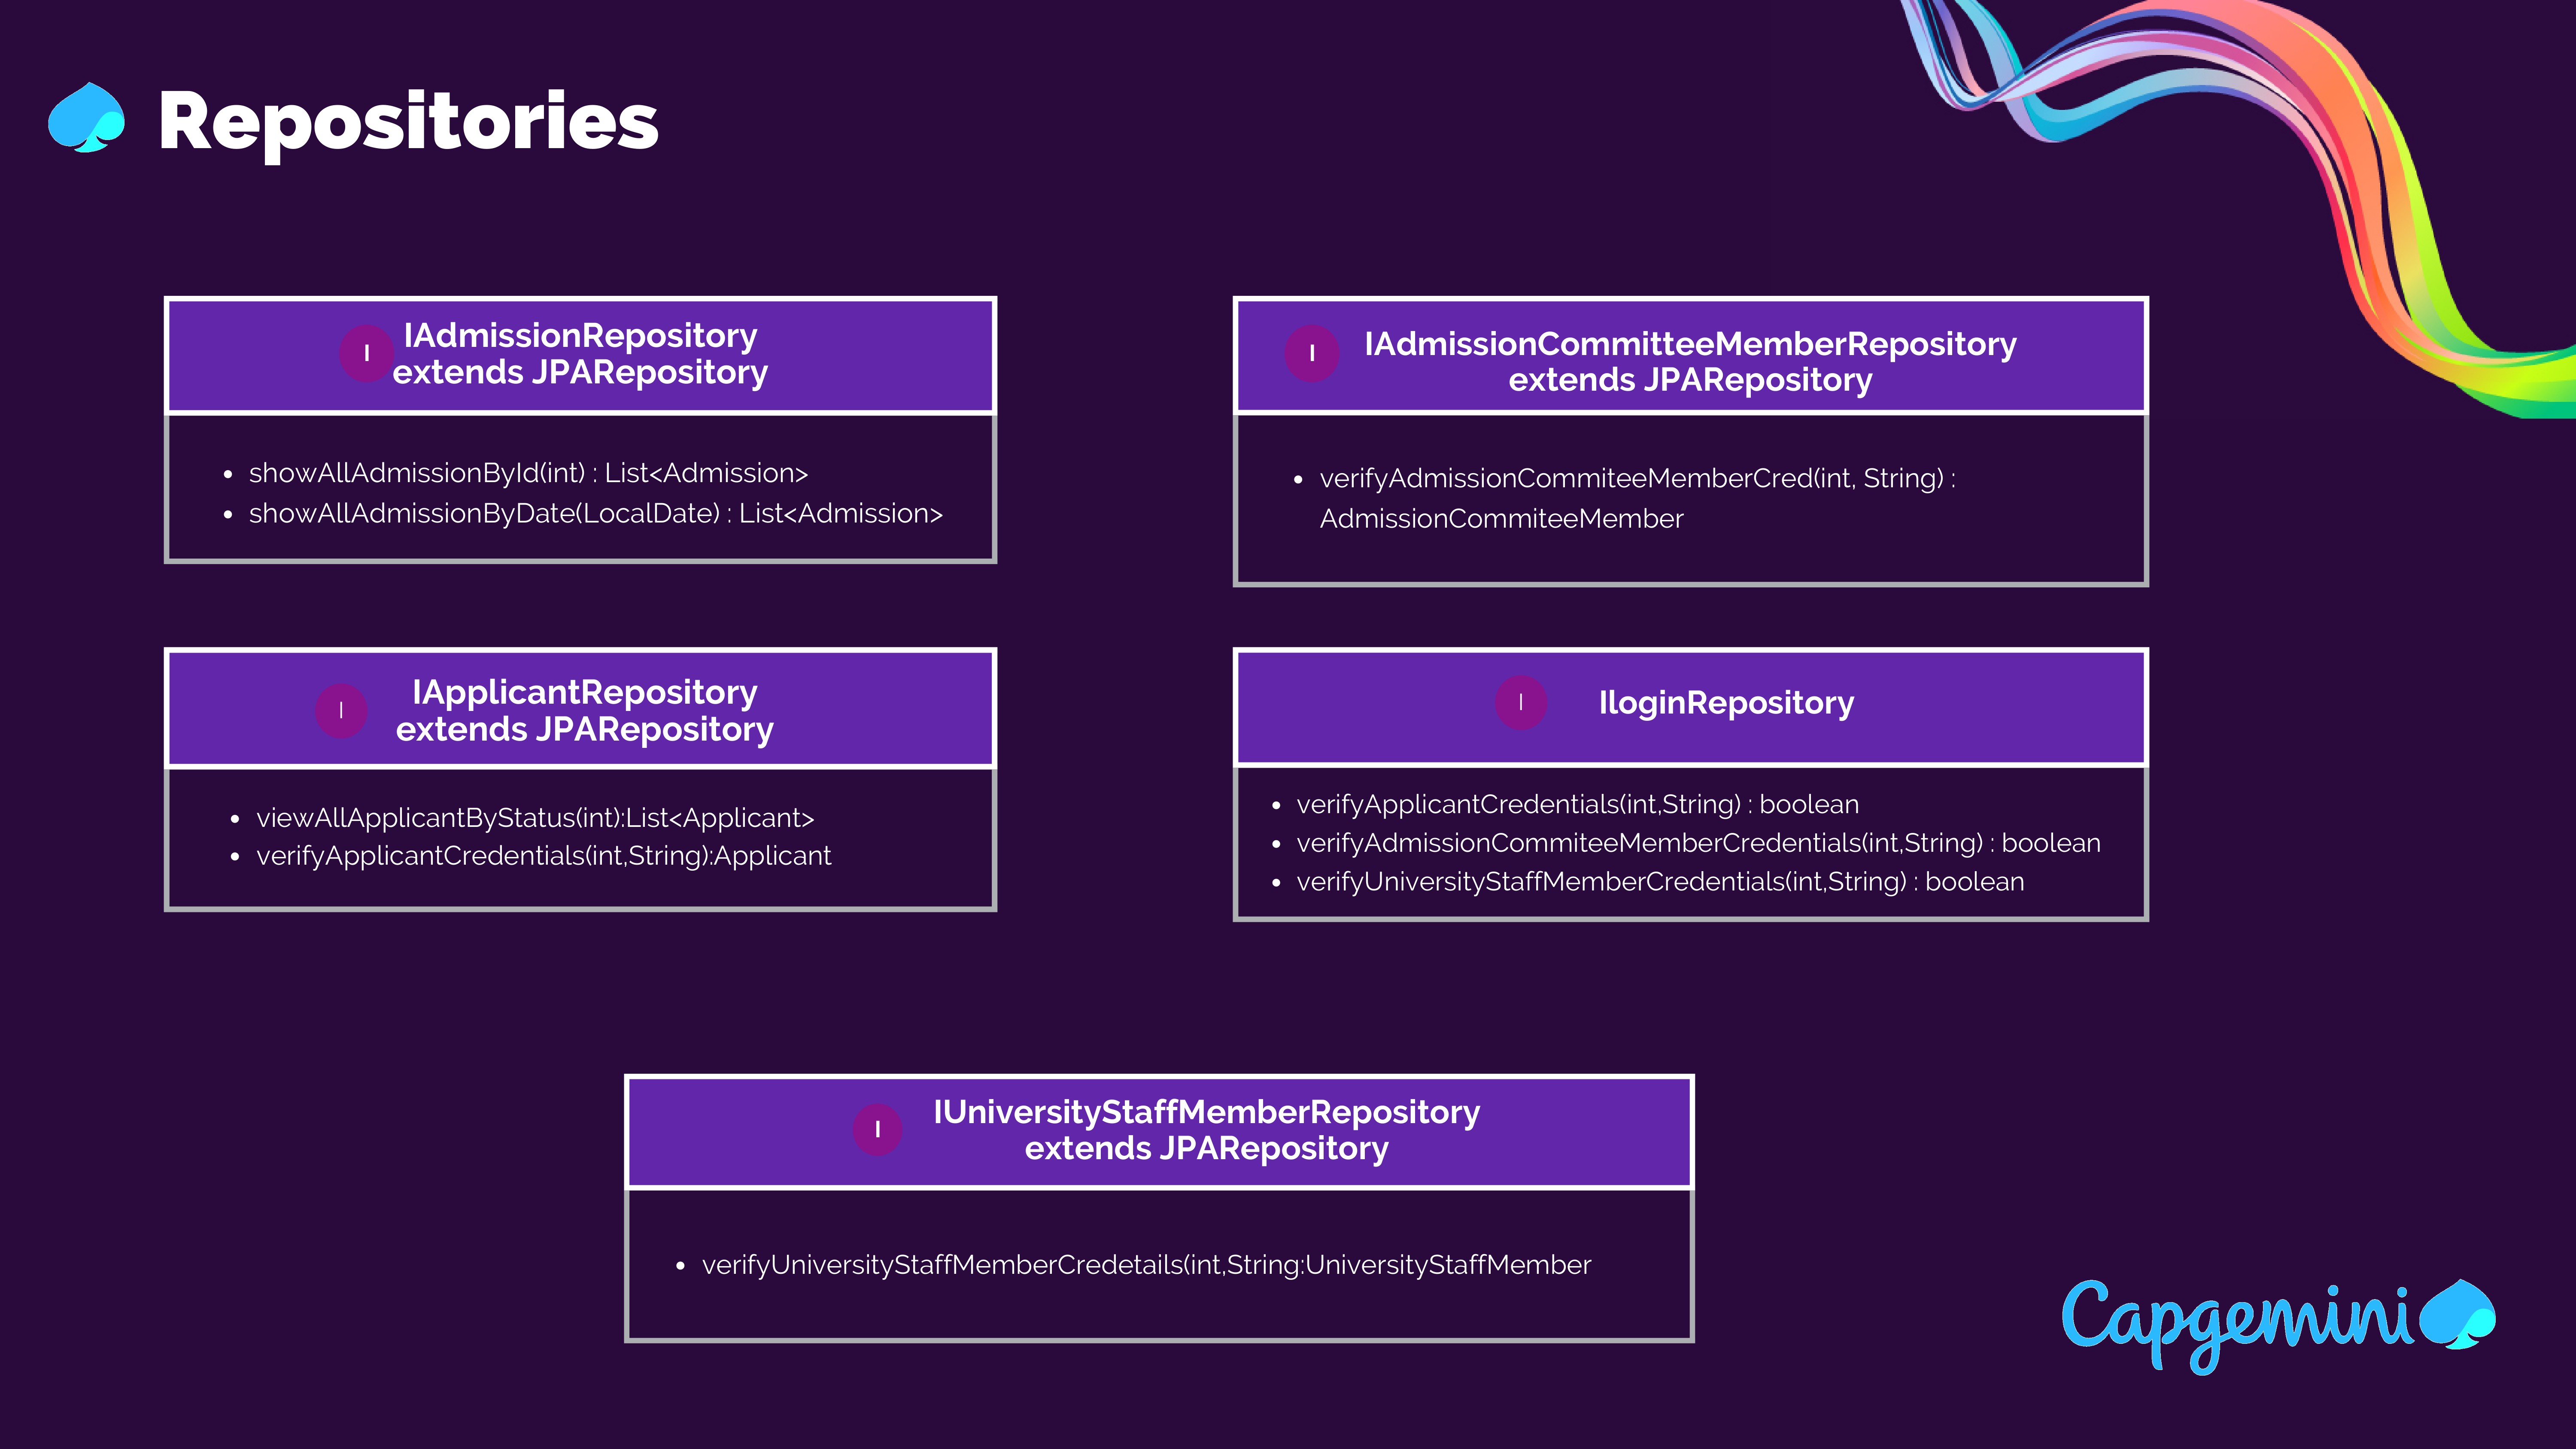 Repositories
I
IAdmissionRepository
extends JPARepository
• showAllAdmissionById(int) : List<Admission>
• showAllAdmissionByDate(LocalDate) : List<Admission>
I
IAdmissionCommitteeMemberRepository
extends JPARepository
• verifyAdmissionCommiteeMemberCred(int, String) :
AdmissionCommiteeMember
I
IApplicantRepository
extends JPARepository
• viewAllApplicantByStatus(int):List<Applicant>
• verifyApplicantCredentials(int,String):Applicant
I
IloginRepository
• verifyApplicantCredentials(int,String) : boolean
• verifyAdmissionCommiteeMemberCredentials(int,String) : boolean
• verifyUniversityStaffMemberCredentials(int,String) : boolean
I
IUniversityStaffMemberRepository
extends JPARepository
• verifyUniversityStaffMemberCredetails(int,String:UniversityStaffMember
Capgemini